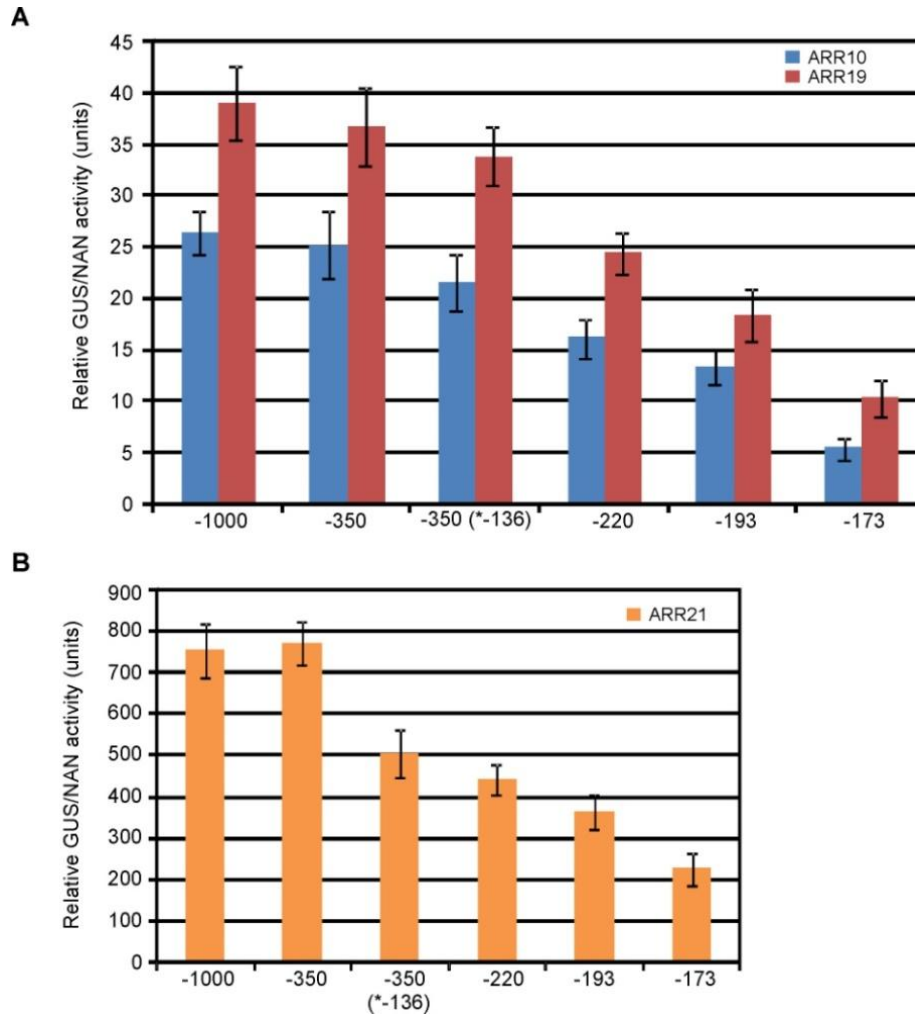 A
Relative GUS/NAN activity (units)
45
40
35
30
25
20
15
10
5
0
ARR10
ARR19
-1000 -350 -350 (*-136) -220 -193 -173
B
Relative GUS/NAN activity (units)
900
800
700
600
500
400
300
200
100
0
ARR21
-1000 -350 -350 -220 -193 -173
(*-136)